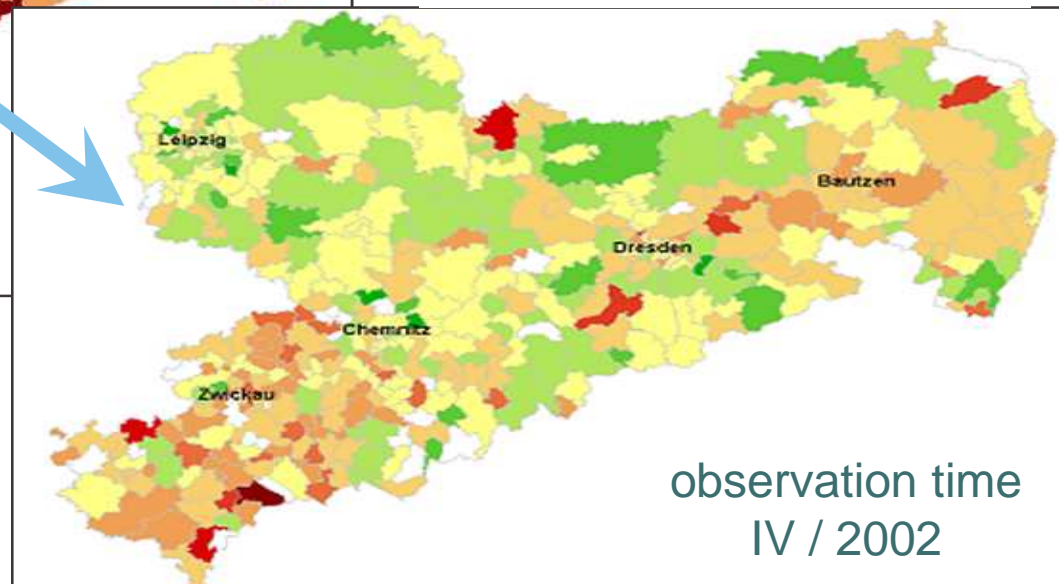 Leipzig
Bautzen
Dresden
Chemnitz
Zwickau
observation time
IV / 2002